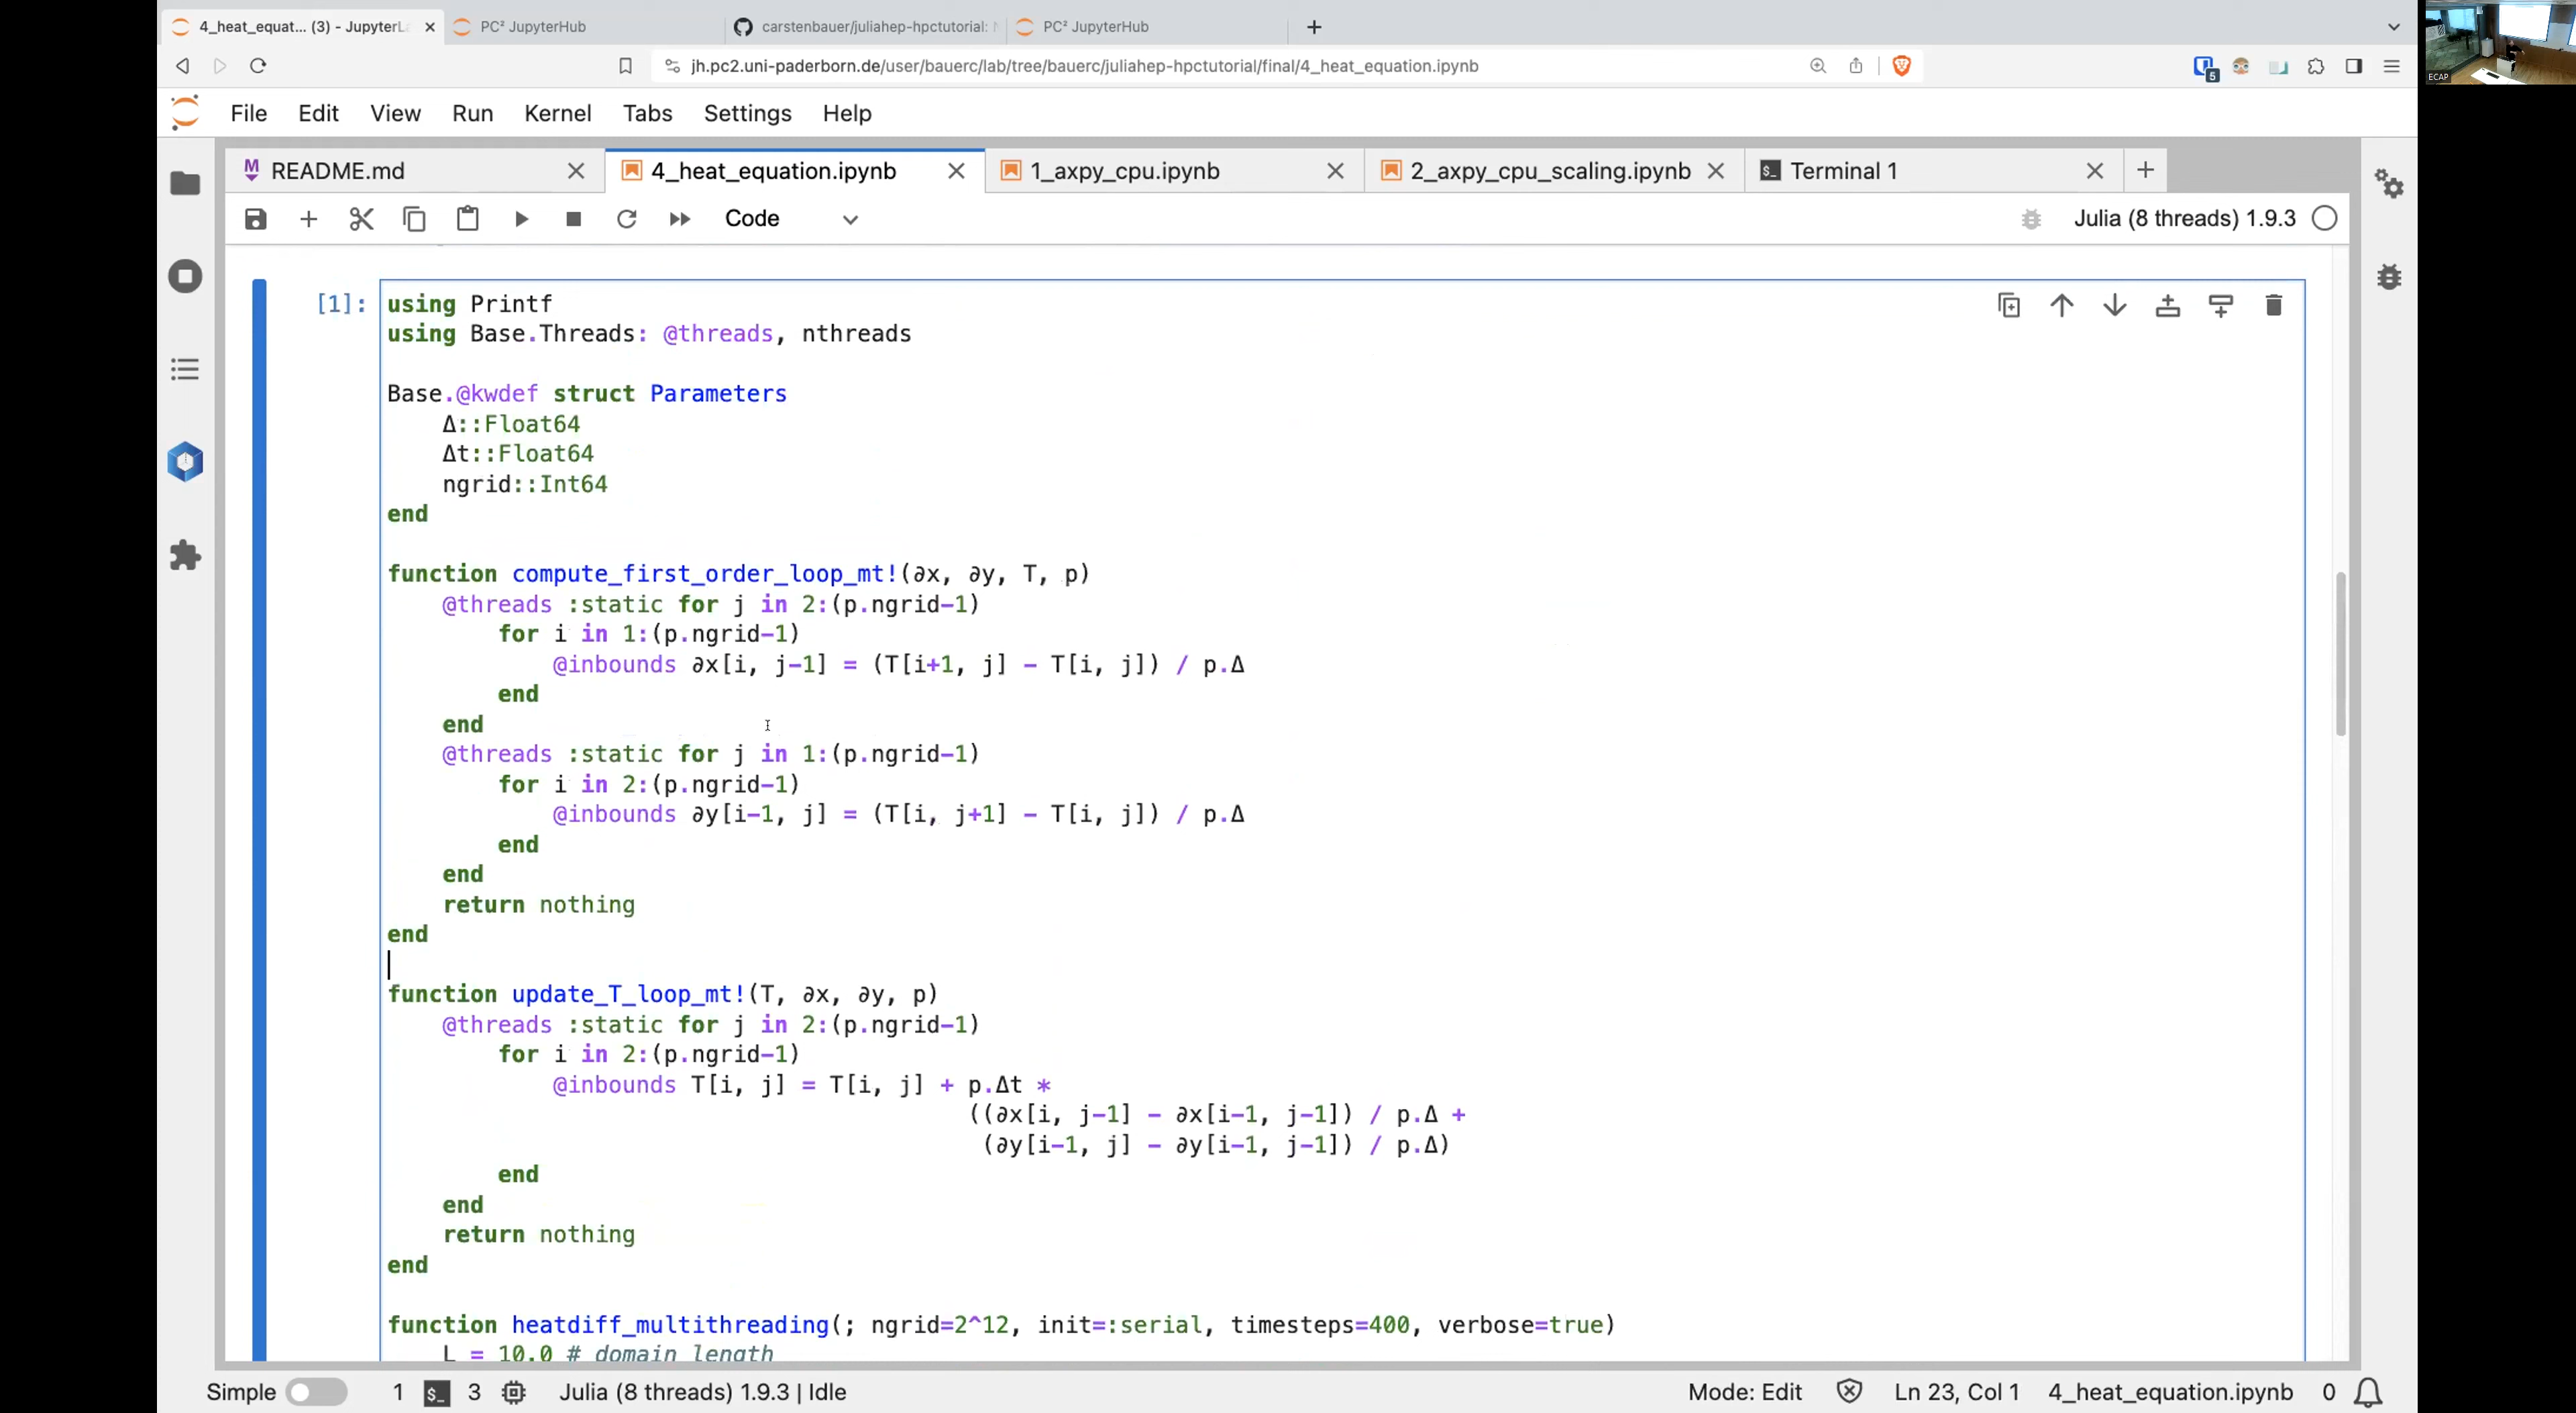 4_heat_equat... (3) - JupyterLa
PC² JupyterHub
carstenbauer/juliahep-hpctutorial:
PC² JupyterHub
jh.pc2.uni-paderborn.de/user/bauerc/lab/tree/bauerc/juliahep-hpctutorial/final/4_heat_equation.ipynb
5
ECAP
File Edit View Run Kernel Tabs Settings Help
README.md
4_heat_equation.ipynb
1_axpy_cpu.ipynb
2_axpy_cpu_scaling.ipynb
Terminal 1
Code
Julia (8 threads) 1.9.3
[1]:
using Printf
using Base.Threads: @threads, nthreads
Base.@kwdef struct Parameters
Δ::Float64
Δt::Float64
ngrid::Int64
end
function compute_first_order_loop_mt!(∂x, ∂y, T, p)
@threads :static for j in 2:(p.ngrid-1)
for i in 1:(p.ngrid-1)
@inbounds ∂x[i, j-1] = (T[i+1, j] - T[i, j]) / p.Δ
end
end
@threads :static for j in 1:(p.ngrid-1)
for i in 2:(p.ngrid-1)
@inbounds ∂y[i-1, j] = (T[i, j+1] - T[i, j]) / p.Δ
end
end
return nothing
end
function update_T_loop_mt!(T, ∂x, ∂y, p)
@threads :static for j in 2:(p.ngrid-1)
for i in 2:(p.ngrid-1)
@inbounds T[i, j] = T[i, j] + p.Δt *
((∂x[i, j-1] - ∂x[i-1, j-1]) / p.Δ +
(∂y[i-1, j] - ∂y[i-1, j-1]) / p.Δ)
end
end
return nothing
end
function heatdiff_multithreading(; ngrid=2^12, init=:serial, timesteps=400, verbose=true)
L = 10.0 # domain length
Simple 1 3 Julia (8 threads) 1.9.3 | Idle Mode: Edit Ln 23, Col 1 4_heat_equation.ipynb 0